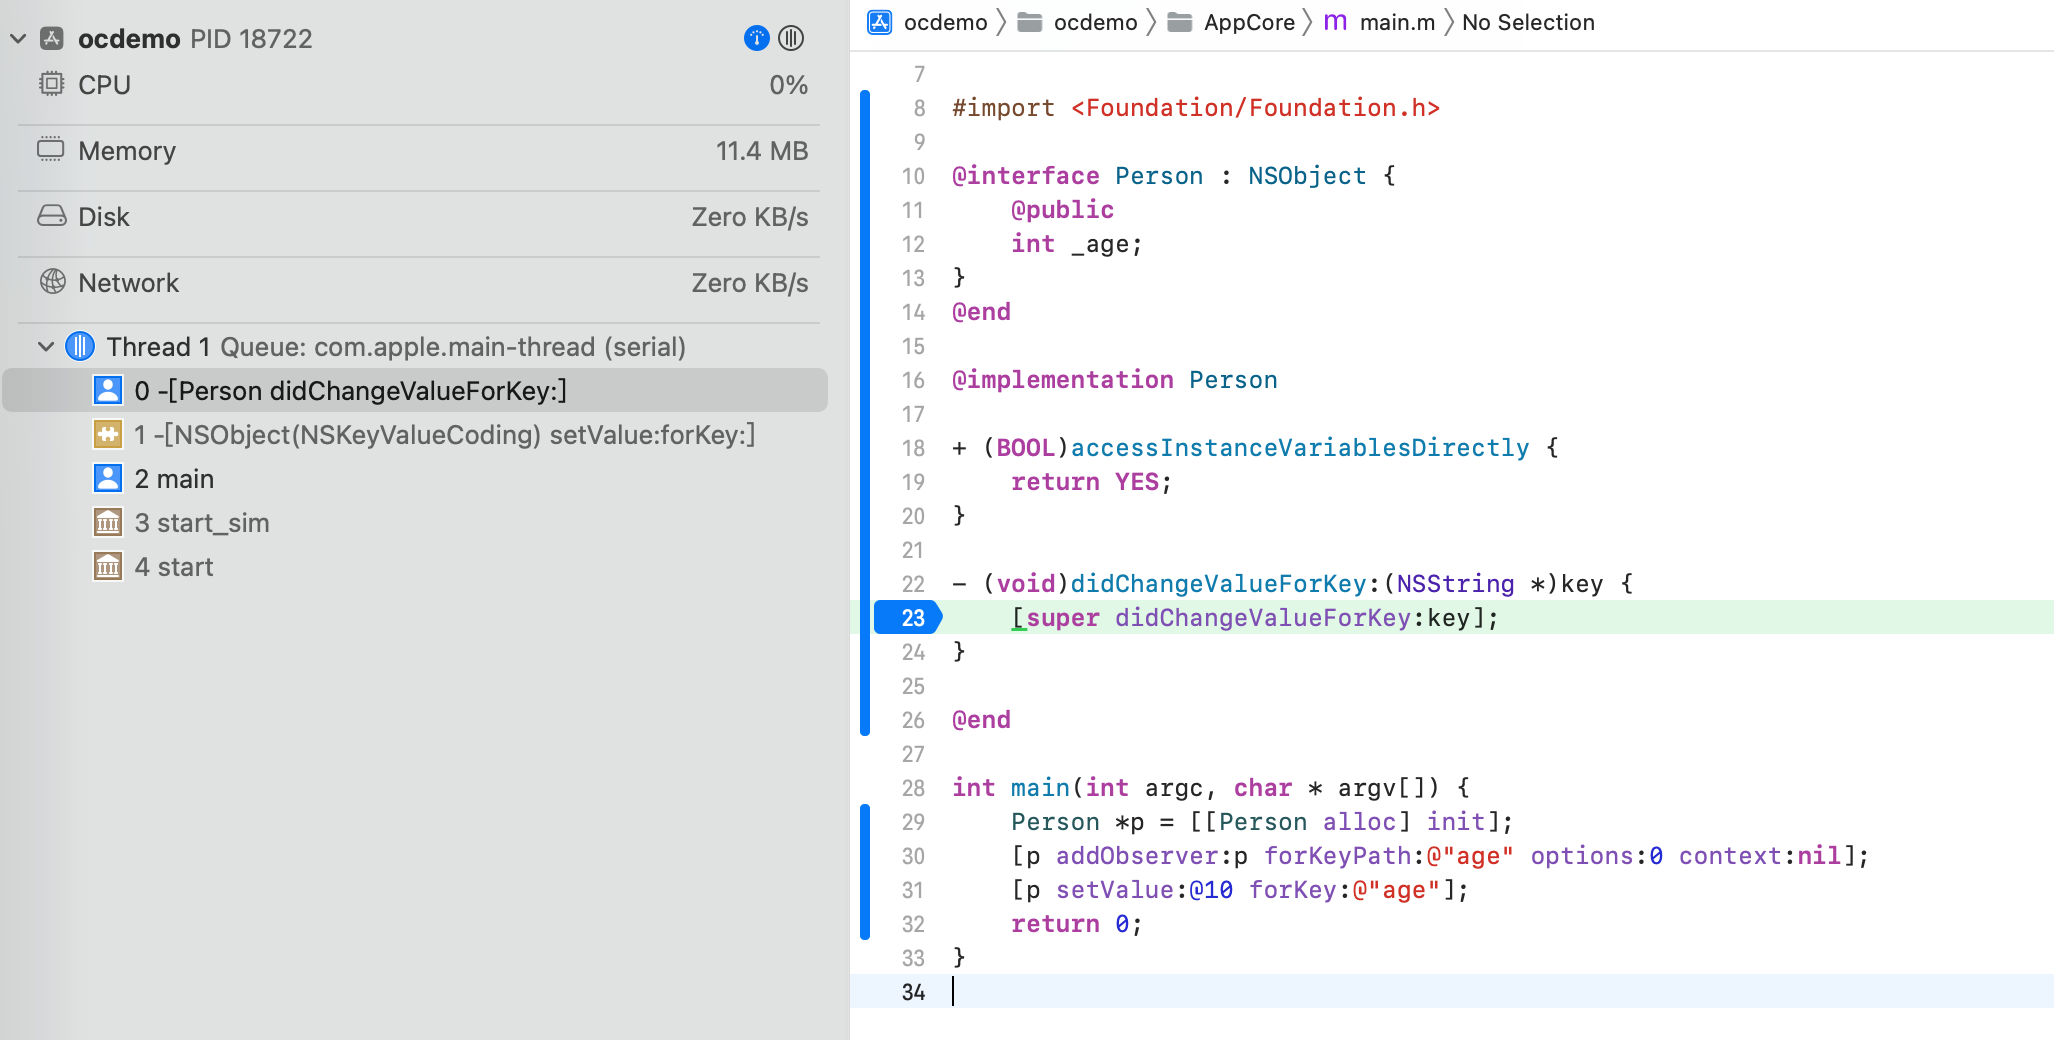 ocdemo PID 18722
CPU 0%
Memory 11.4 MB
Disk Zero KB/s
Network Zero KB/s
Thread 1 Queue: com.apple.main-thread (serial)
0 -[Person didChangeValueForKey:]
1 -[NSObject(NSKeyValueCoding) setValue:forKey:]
2 main
3 start_sim
4 start
ocdemo 〉 ocdemo 〉 AppCore 〉 m main.m 〉 No Selection
7
8 #import <Foundation/Foundation.h>
9
10 @interface Person : NSObject {
11     @public
12     int _age;
13 }
14 @end
15
16 @implementation Person
17
18 + (BOOL)accessInstanceVariablesDirectly {
19     return YES;
20 }
21
22 - (void)didChangeValueForKey:(NSString *)key {
23     [super didChangeValueForKey:key];
24 }
25
26 @end
27
28 int main(int argc, char * argv[]) {
29     Person *p = [[Person alloc] init];
30     [p addObserver:p forKeyPath:@"age" options:0 context:nil];
31     [p setValue:@10 forKey:@"age"];
32     return 0;
33 }
34